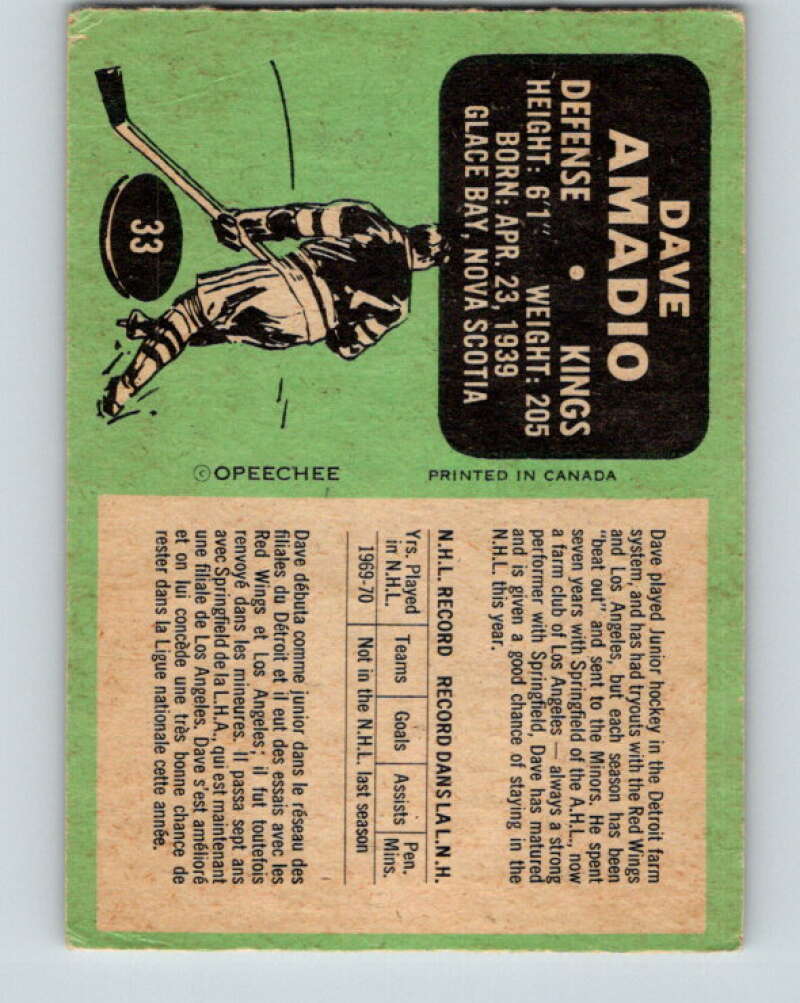 DAVE
AMADIO
DEFENSE • KINGS
HEIGHT: 6'1" WEIGHT: 205
BORN: APR. 23, 1939
GLACE BAY, NOVA SCOTIA
33
©OPEECHEE
PRINTED IN CANADA
Dave played Junior hockey in the Detroit farm
system, and has had tryouts with the Red Wings
and Los Angeles, but each season has been
"beat out" and sent to the Minors. He spent
seven years with Springfield of the A.H.L., now
a farm club of Los Angeles — always a strong
performer with Springfield, Dave has matured
and is given a good chance of staying in the
N.H.L. this year.
N.H.L. RECORD RECORD DANS LA L.N.H.
Yrs. Played in N.H.L. Teams Goals Assists Pen. Mins.
1969-70 Not in the N.H.L. last season
Dave débuta comme junior dans le réseau des
filiales du Détroit et il eut des essais avec les
Red Wings et Los Angeles; il fut toutefois
renvoyé dans les mineures. Il passa sept ans
avec Springfield de la L.H.A., qui est maintenant
une filiale de Los Angeles. Dave s'est amélioré
et on lui concède une très bonne chance de
rester dans la Ligue nationale cette année.